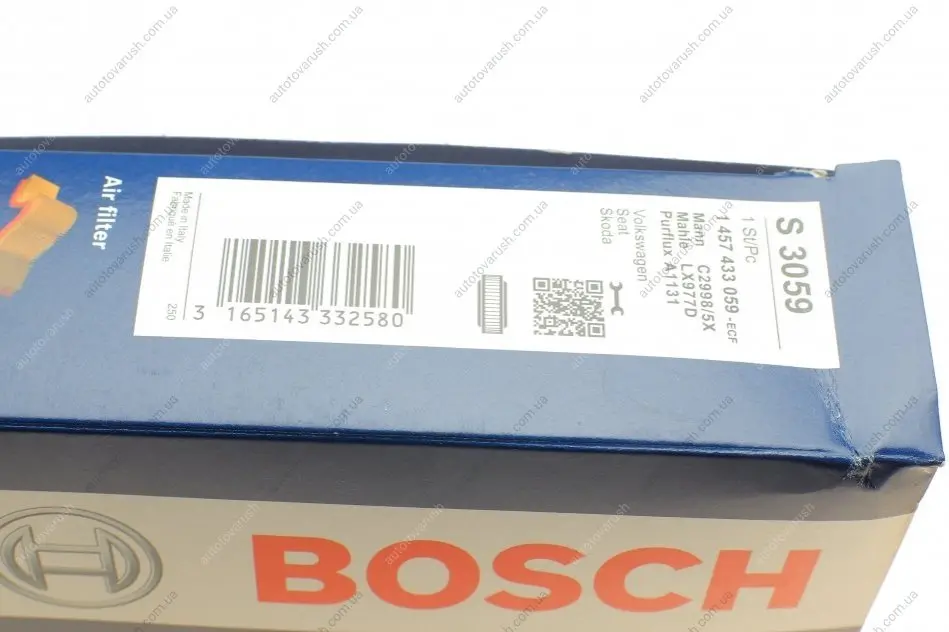 Air filter
S 3059
1 St/Pc
1 457 433 059 -ECF
Mann C2998/5X
Mahle LX977D
Purflux A1131
Volkswagen
Seat
Skoda
Made in Italy
Fabriqué en Italie
250
3 165143 332580
BOSCH
autotovarush.com.ua